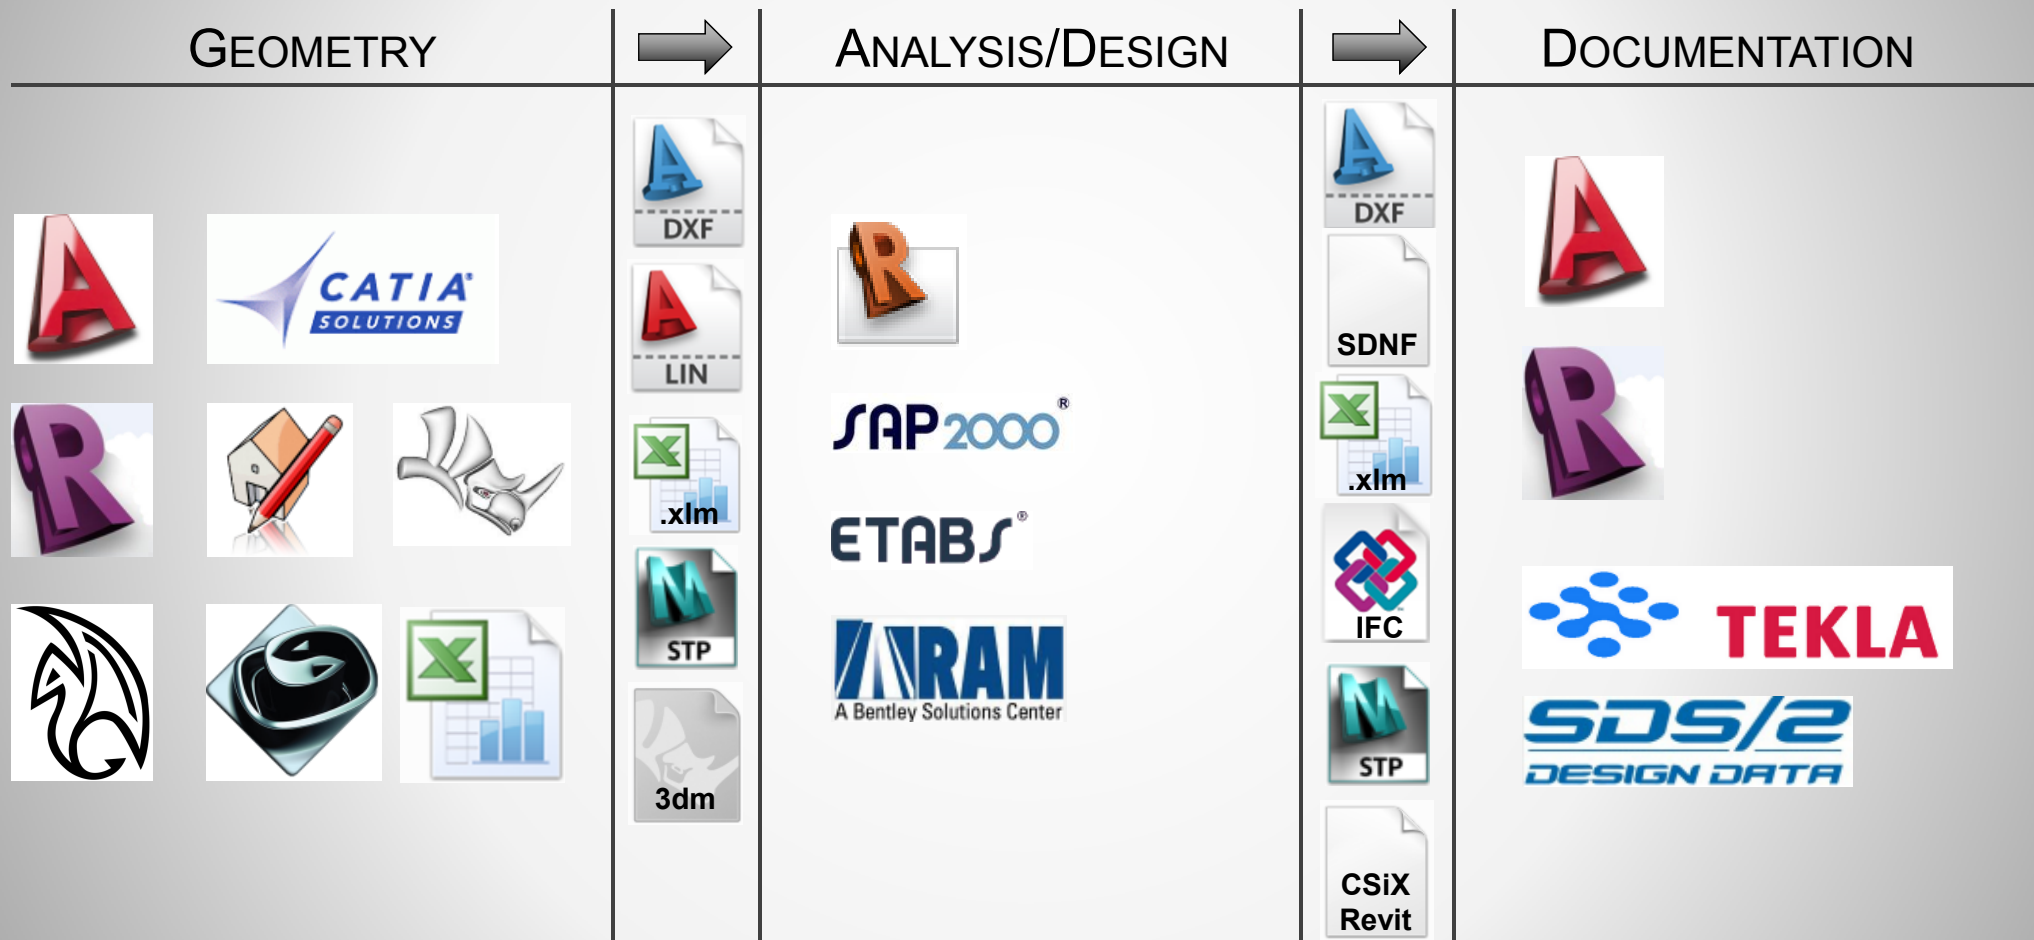 GEOMETRY
ANALYSIS/DESIGN
DOCUMENTATION
A
CATIA®
SOLUTIONS
R
DXF
LIN
.xlm
STP
3dm
R
SAP2000®
ETABS®
RAM
A Bentley Solutions Center
DXF
SDNF
.xlm
IFC
STP
CSiX
Revit
A
R
TEKLA
SDS/2
DESIGN DATA